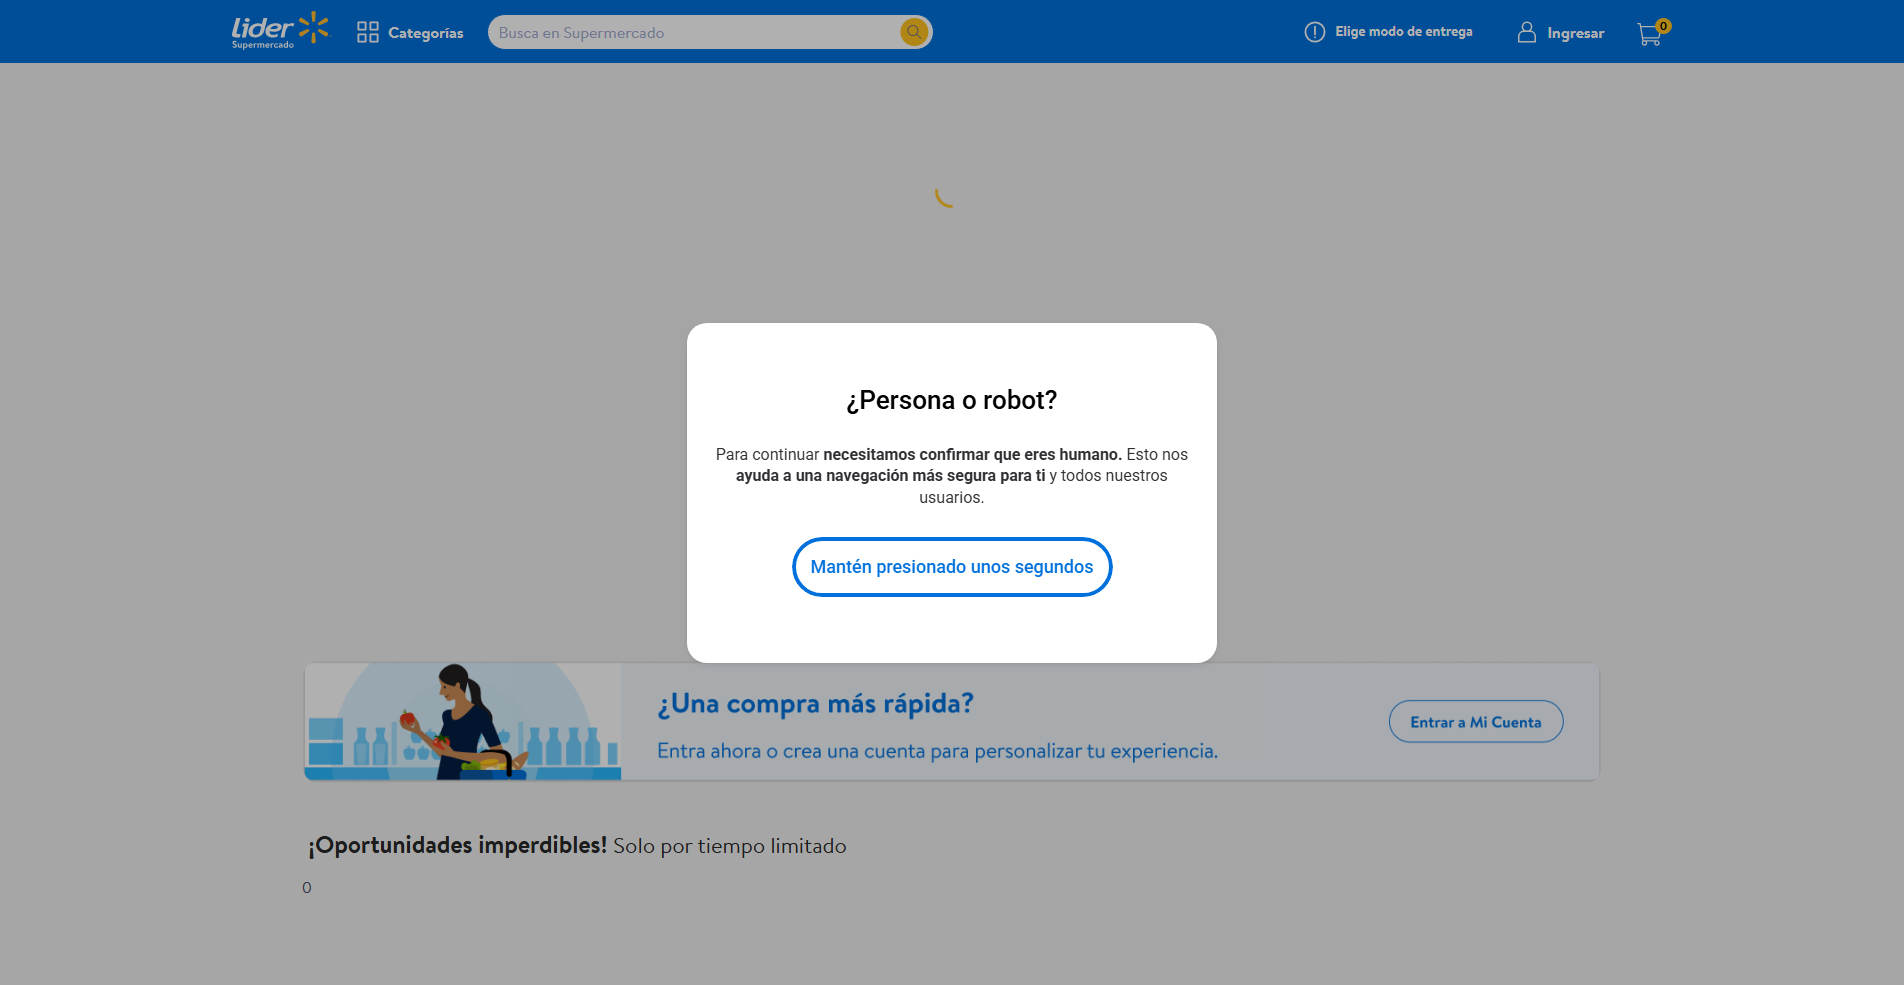 Lider
Supermercado
Categorías
Busca en Supermercado
Elige modo de entrega
Ingresar
0
¿Persona o robot?
Para continuar necesitamos confirmar que eres humano. Esto nos
ayuda a una navegación más segura para ti y todos nuestros
usuarios.
Mantén presionado unos segundos
¿Una compra más rápida?
Entra ahora o crea una cuenta para personalizar tu experiencia.
Entrar a Mi Cuenta
¡Oportunidades imperdibles! Solo por tiempo limitado
0